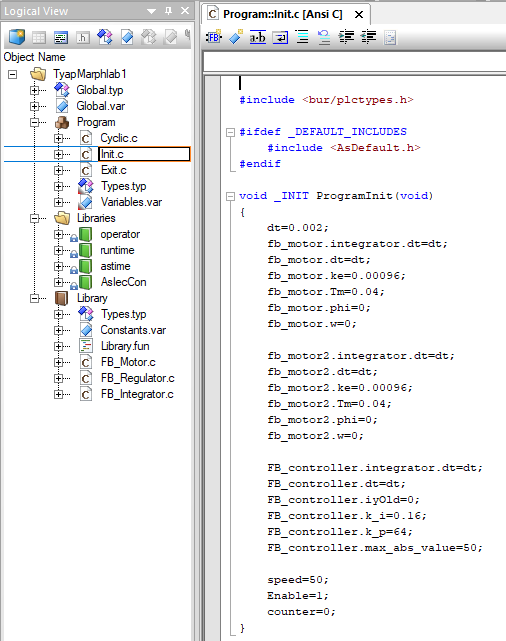 Logical View
Object Name
TyapMarphlab1
Global.typ
Global.var
Program
Cyclic.c
Init.c
Exit.c
Types.typ
Variables.var
Libraries
operator
runtime
astime
AsIecCon
Library
Types.typ
Constants.var
Library.fun
FB_Motor.c
FB_Regulator.c
FB_Integrator.c
Program::Init.c [Ansi C]
#include <bur/plctypes.h>
#ifdef _DEFAULT_INCLUDES
#include <AsDefault.h>
#endif
void _INIT ProgramInit(void)
{
dt=0.002;
fb_motor.integrator.dt=dt;
fb_motor.dt=dt;
fb_motor.ke=0.00096;
fb_motor.Tm=0.04;
fb_motor.phi=0;
fb_motor.w=0;
fb_motor2.integrator.dt=dt;
fb_motor2.dt=dt;
fb_motor2.ke=0.00096;
fb_motor2.Tm=0.04;
fb_motor2.phi=0;
fb_motor2.w=0;
FB_controller.integrator.dt=dt;
FB_controller.dt=dt;
FB_controller.iyOld=0;
FB_controller.k_i=0.16;
FB_controller.k_p=64;
FB_controller.max_abs_value=50;
speed=50;
Enable=1;
counter=0;
}